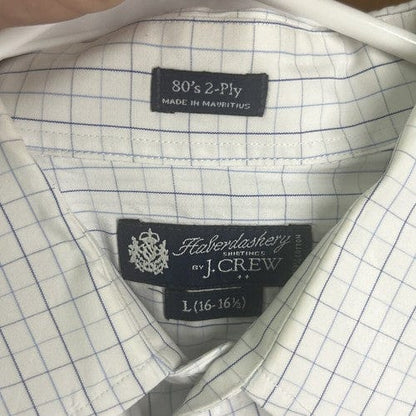 80's 2-Ply
MADE IN MAURITIUS
Haberdashery
SHIRTINGS
BY J.CREW
L (16-16½)